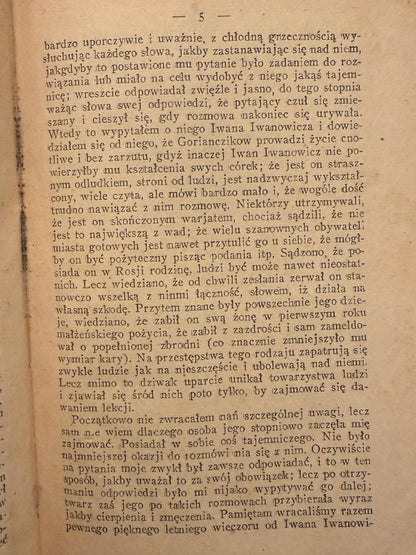 — 5 —
bardzo uporczywie i uważnie, z chłodną grzecznością wy-
słuchując każdego słowa, jakby zastanawiając się nad niem,
jakgdyby to postawione mu pytanie było zadaniem do roz-
wiązania lub miało na celu wydobyć z niego jakąś tajem-
nicę; wreszcie odpowiadał zwięźle i jasno, do tego stopnia
ważąc słowa swej odpowiedzi, że pytający czuł się zmie-
szany i cieszył się, gdy rozmowa nakoniec się urywała.
Wtedy to wypytałem o niego Iwana Iwanowicza i dowie-
działem się od niego, że Gorianczikow prowadzi życie cno-
tliwe i bez zarzutu, gdyż inaczej Iwan Iwanowicz nie po-
wierzyłby mu kształcenia swych córek; że jest on strasz-
nym odludkiem, stroni od ludzi, jest nadzwyczaj wykształ-
cony, wiele czyta, ale mówi bardzo mało i, że wogóle dość
trudno nawiązać z nim rozmowę. Niektórzy utrzymywali,
że jest on skończonym warjatem, chociaż sądzili, że nie
jest to największą z wad; że wielu szanownych obywateli
miasta gotowych jest nawet przytulić go u siebie, że mógł-
by on być pożyteczny pisząc podania itp. Sądzono, że po-
siada on w Rosji rodzinę, ludzi być może nawet nieostat-
nich. Lecz wiedziano, że od chwili zesłania zerwał on sta-
nowczo wszelką z nimi łączność, słowem, iż działa na
własną szkodę. Przytem znane były powszechnie jego dzie-
je, wiedziano, że zabił on swą żonę w pierwszym roku
małżeńskiego pożycia, że zabił z zazdrości i sam zameldo-
wał o popełnionej zbrodni (co znacznie zmniejszyło mu
wymiar kary). Na przestępstwa tego rodzaju zapatrują się
zwykle ludzie jak na nieszczęście i ubolewają nad niemi.
Lecz mimo to dziwak uparcie unikał towarzystwa ludzi
i zjawiał się śród nich poto tylko, by zajmować się da-
waniem lekcji.
Początkowo nie zwracałem nań szczególnej uwagi, lecz
sam nie wiem dlaczego osoba jego stopniowo zaczęła mię
zajmować. Posiadał w sobie coś tajemniczego. Nie było
najmniejszej okazji do rozmówienia się z nim. Oczywiście
na pytania moje zwykł był zawsze odpowiadać, i to w ten
sposób, jakby uważał to za swój obowiązek; lecz po otrzy-
maniu odpowiedzi było mi nijako wypytywać go dalej;
twarz zaś jego po takich rozmowach przybierała wyraz
jakby cierpienia i zmęczenia. Pamiętam wracaliśmy razem
pewnego pięknego letniego wieczoru od Iwana Iwanowi-